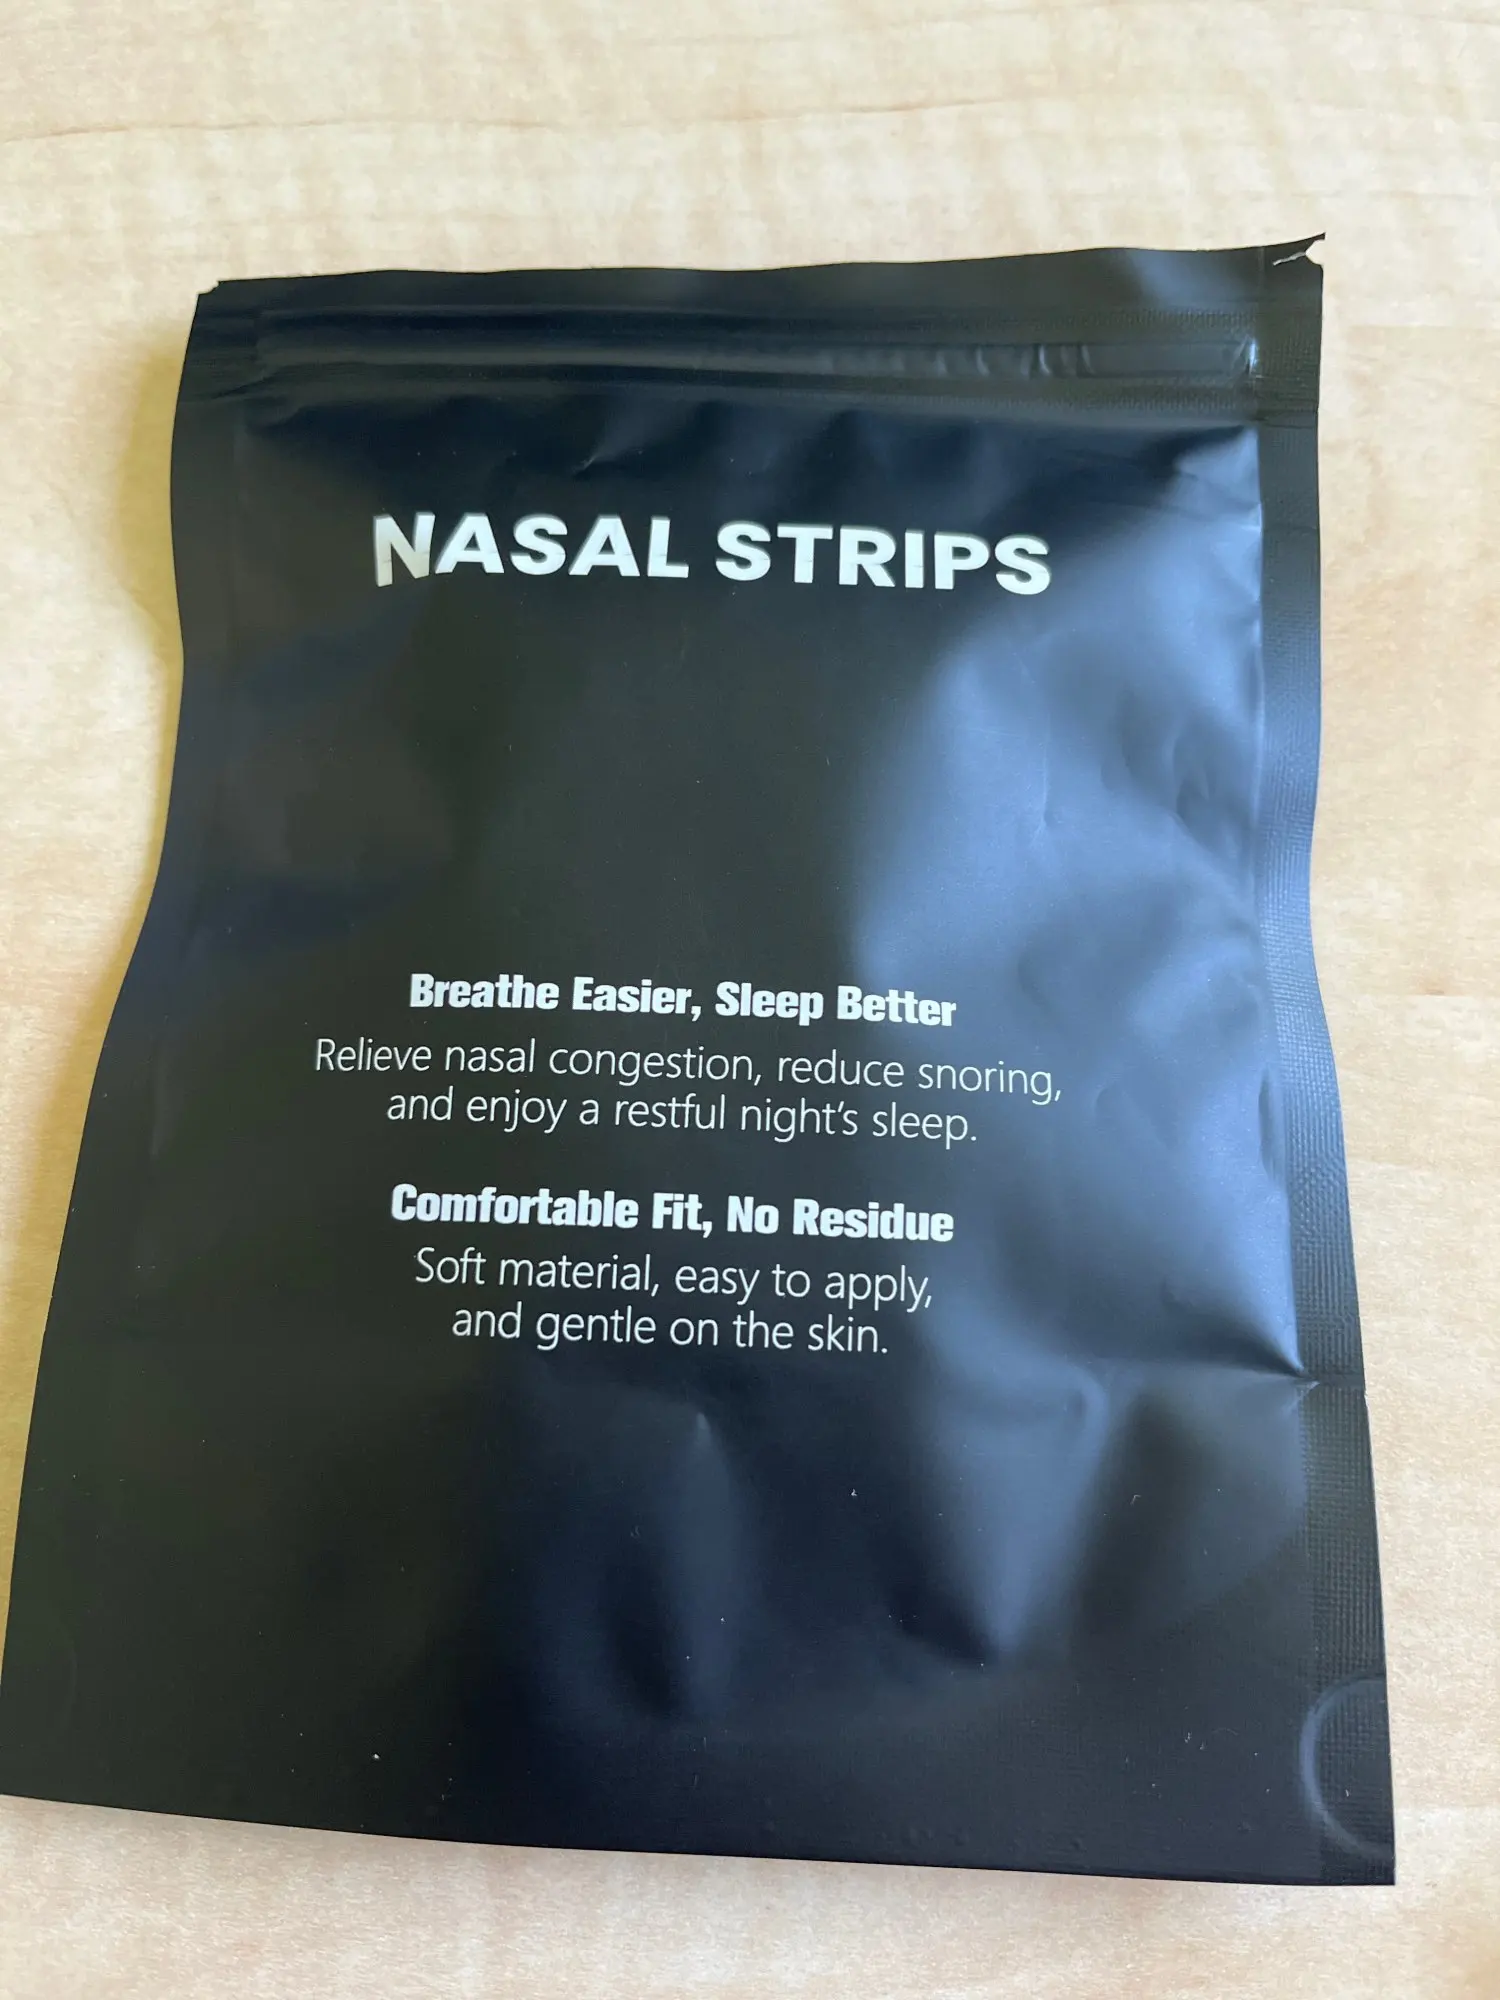 NASAL STRIPS
Breathe Easier, Sleep Better
Relieve nasal congestion, reduce snoring,
and enjoy a restful night’s sleep.
Comfortable Fit, No Residue
Soft material, easy to apply,
and gentle on the skin.